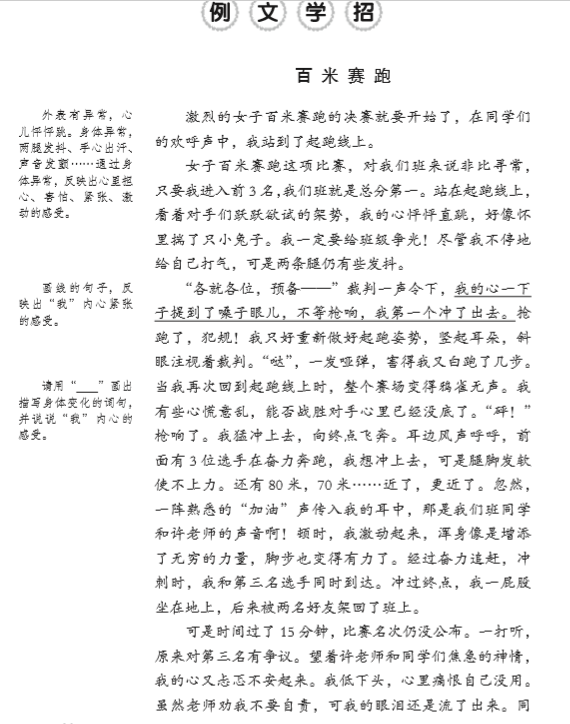 例文学招
百米赛跑
外表有异常，心
儿怦怦跳。身体异常，
两腿发抖、手心出汗、
声音发颤……通过身
体异常，反映出心里担
心、害怕、紧张、激
动的感受。
画线的句子，反
映出“我”内心紧张
的感受。
请用“___”画出
描写身体变化的词句，
并说说“我”内心的
感受。
激烈的女子百米赛跑的决赛就要开始了，在同学们
的欢呼声中，我站到了起跑线上。
女子百米赛跑这项比赛，对我们班来说非比寻常，
只要我进入前3名，我们班就是总分第一。站在起跑线上，
看着对手们跃跃欲试的架势，我的心怦怦直跳，好像怀
里揣了只小兔子。我一定要给班级争光！尽管我不停地
给自己打气，可是两条腿仍有些发抖。
“各就各位，预备——”裁判一声令下，我的心一下
子提到了嗓子眼儿，不等枪响，我第一个冲了出去。抢
跑了，犯规！我只好重新做好起跑姿势，竖起耳朵，斜
眼注视着裁判。“哒”，一发哑弹，害得我又白跑了几步。
当我再次回到起跑线上时，整个赛场变得鸦雀无声。我
有些心慌意乱，能否战胜对手心里已经没底了。“砰！”
枪响了。我猛冲上去，向终点飞奔。耳边风声呼呼，前
面有3位选手在奋力奔跑，我想冲上去，可是腿脚发软
使不上力。还有80米，70米……近了，更近了。忽然，
一阵熟悉的“加油”声传入我的耳中，那是我们班同学
和许老师的声音啊！顿时，我激动起来，浑身像是增添
了无穷的力量，脚步也变得有力了。经过奋力追赶，冲
刺时，我和第三名选手同时到达。冲过终点，我一屁股
坐在地上，后来被两名好友架回了班上。
可是时间过了15分钟，比赛名次仍没公布。一打听，
原来对第三名有争议。望着许老师和同学们焦急的神情，
我的心又忐忑不安起来。我低下头，心里痛恨自己没用。
虽然老师劝我不要自责，可我的眼泪还是流了出来。同